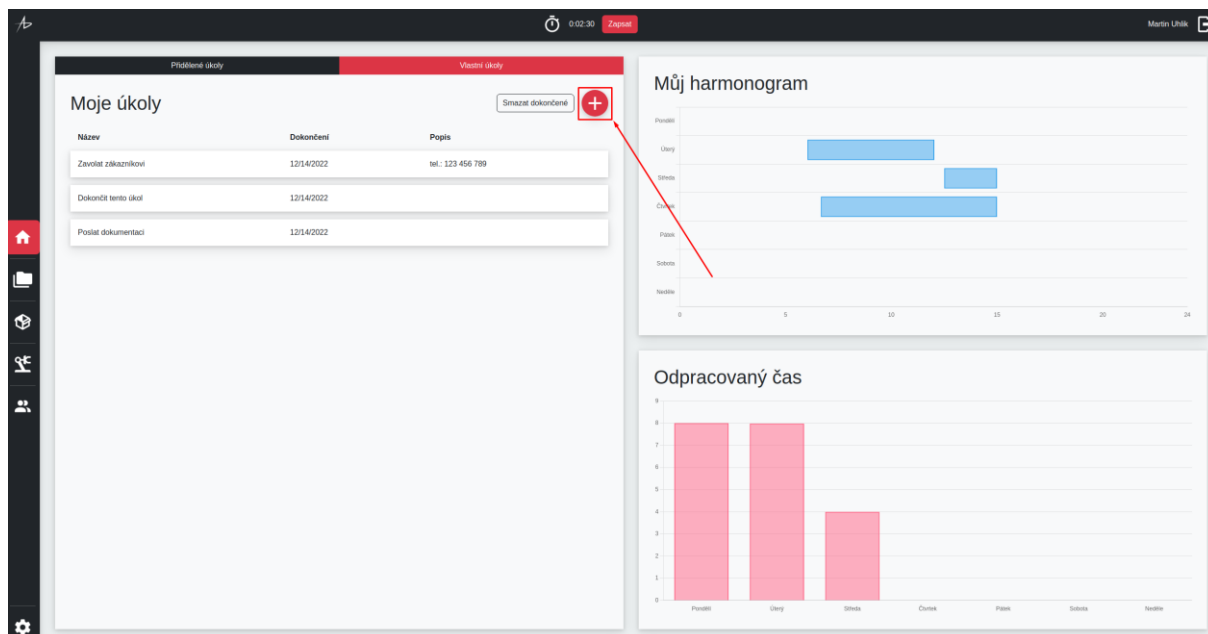 0:02:30 Zapsat Martin Uhlik
Přidělené úkoly Vlastní úkoly
Moje úkoly Smazat dokončené
Název Dokončení Popis
Zavolat zákazníkovi 12/14/2022 tel.: 123 456 789
Dokončit tento úkol 12/14/2022
Poslat dokumentaci 12/14/2022
Můj harmonogram
Pondělí
Úterý
Středa
Čtvrtek
Pátek
Sobota
Neděle
0 5 10 15 20 24
Odpracovaný čas
9
8
7
6
5
4
3
2
1
0
Pondělí Úterý Středa Čtvrtek Pátek Sobota Neděle